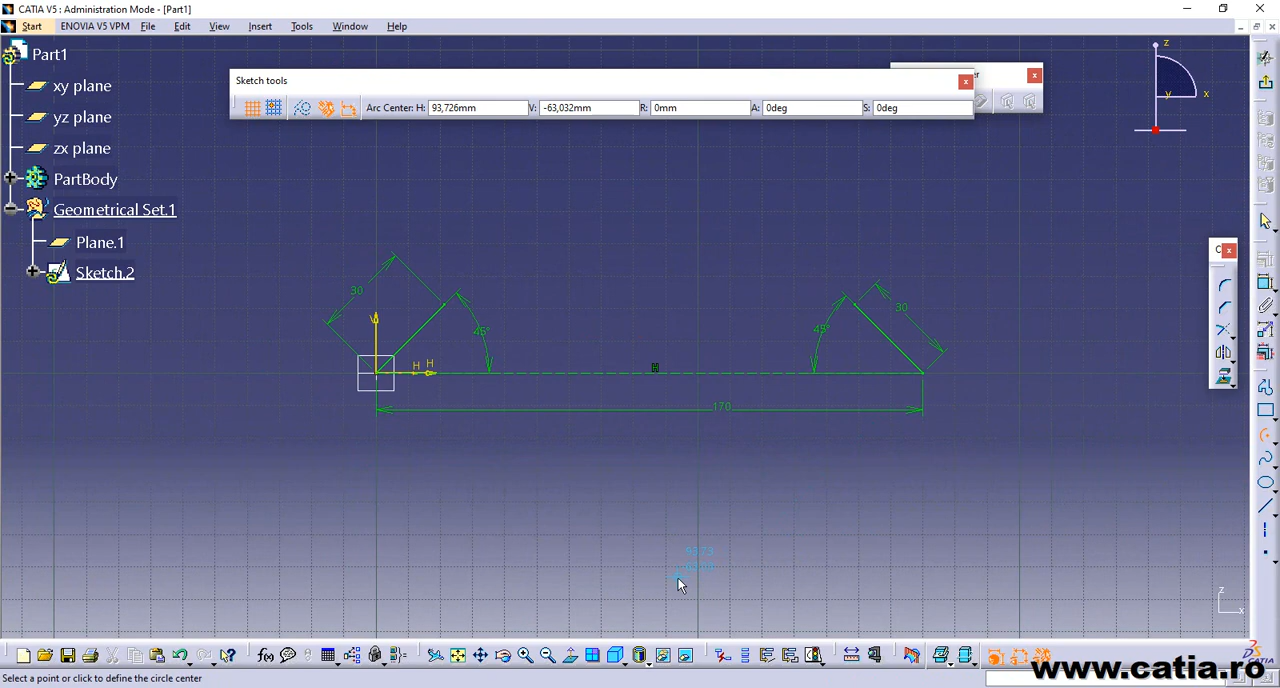 CATIA V5 : Administration Mode - [Part1]
Start ENOVIA V5 VPM File Edit View Insert Tools Window Help
Part1
xy plane
yz plane
zx plane
PartBody
Geometrical Set.1
Plane.1
Sketch.2
Sketch tools
Arc Center: H: 93,726mm V: -63,032mm R: 0mm A: 0deg S: 0deg
z
x
y
30
45°
H H
H
45°
30
170
z
x
f(x)
www.catia.ro
Select a point or click to define the circle center